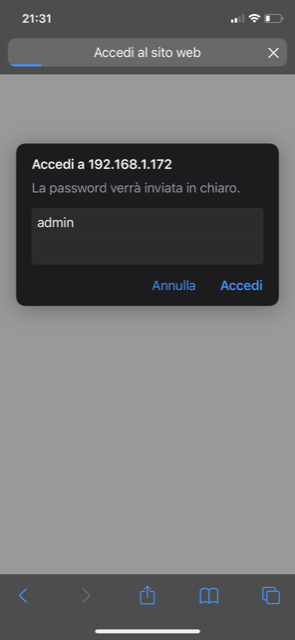 21:31
Accedi al sito web
Accedi a 192.168.1.172
La password verrà inviata in chiaro.
admin
Annulla
Accedi